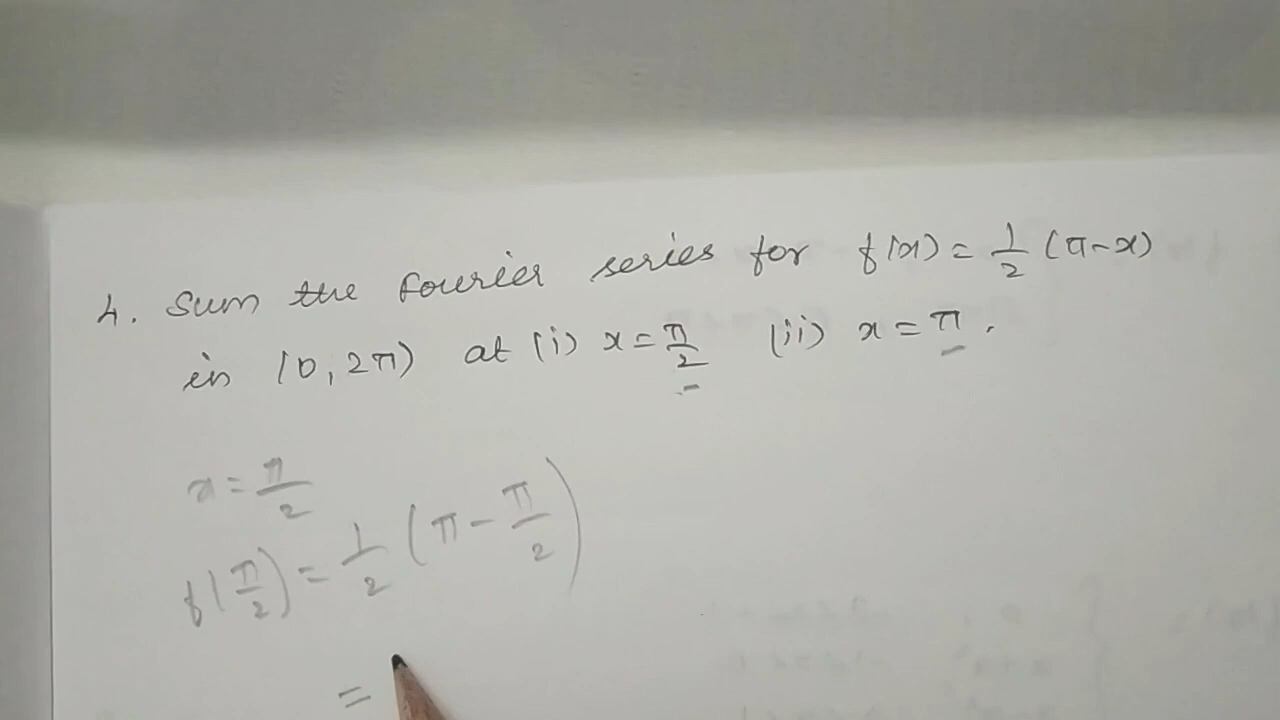 4. Sum the Fourier series for f(x) = 1/2 (π-x)
in (0, 2π) at (i) x = π/2 (ii) x = π.
x = π/2
f(π/2) = 1/2 (π - π/2)
=